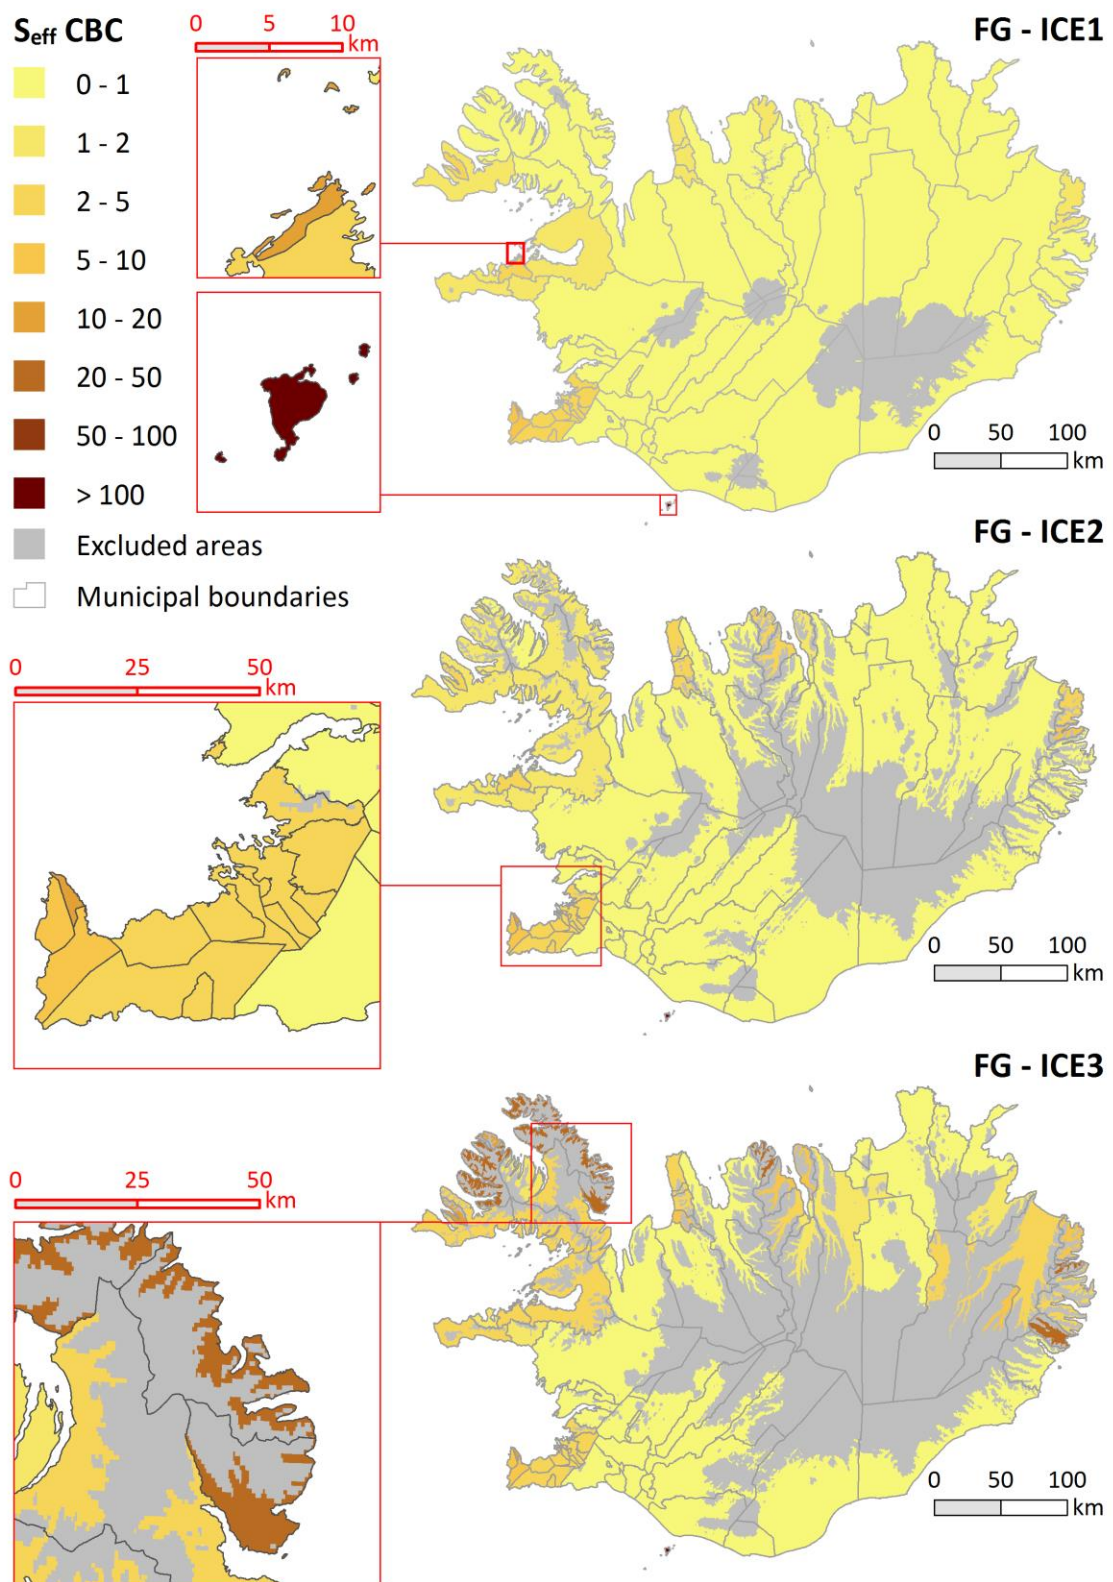 Seff CBC
0 - 1
1 - 2
2 - 5
5 - 10
10 - 20
20 - 50
50 - 100
> 100
Excluded areas
Municipal boundaries
0 5 10
km
FG - ICE1
0 50 100
km
FG - ICE2
0 25 50
km
0 50 100
km
FG - ICE3
0 25 50
km
0 50 100
km